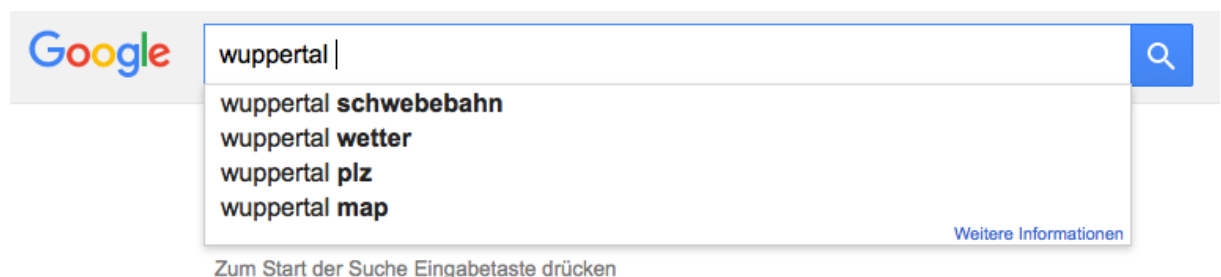 Google
wuppertal
wuppertal schwebebahn
wuppertal wetter
wuppertal plz
wuppertal map
Weitere Informationen
Zum Start der Suche Eingabetaste drücken